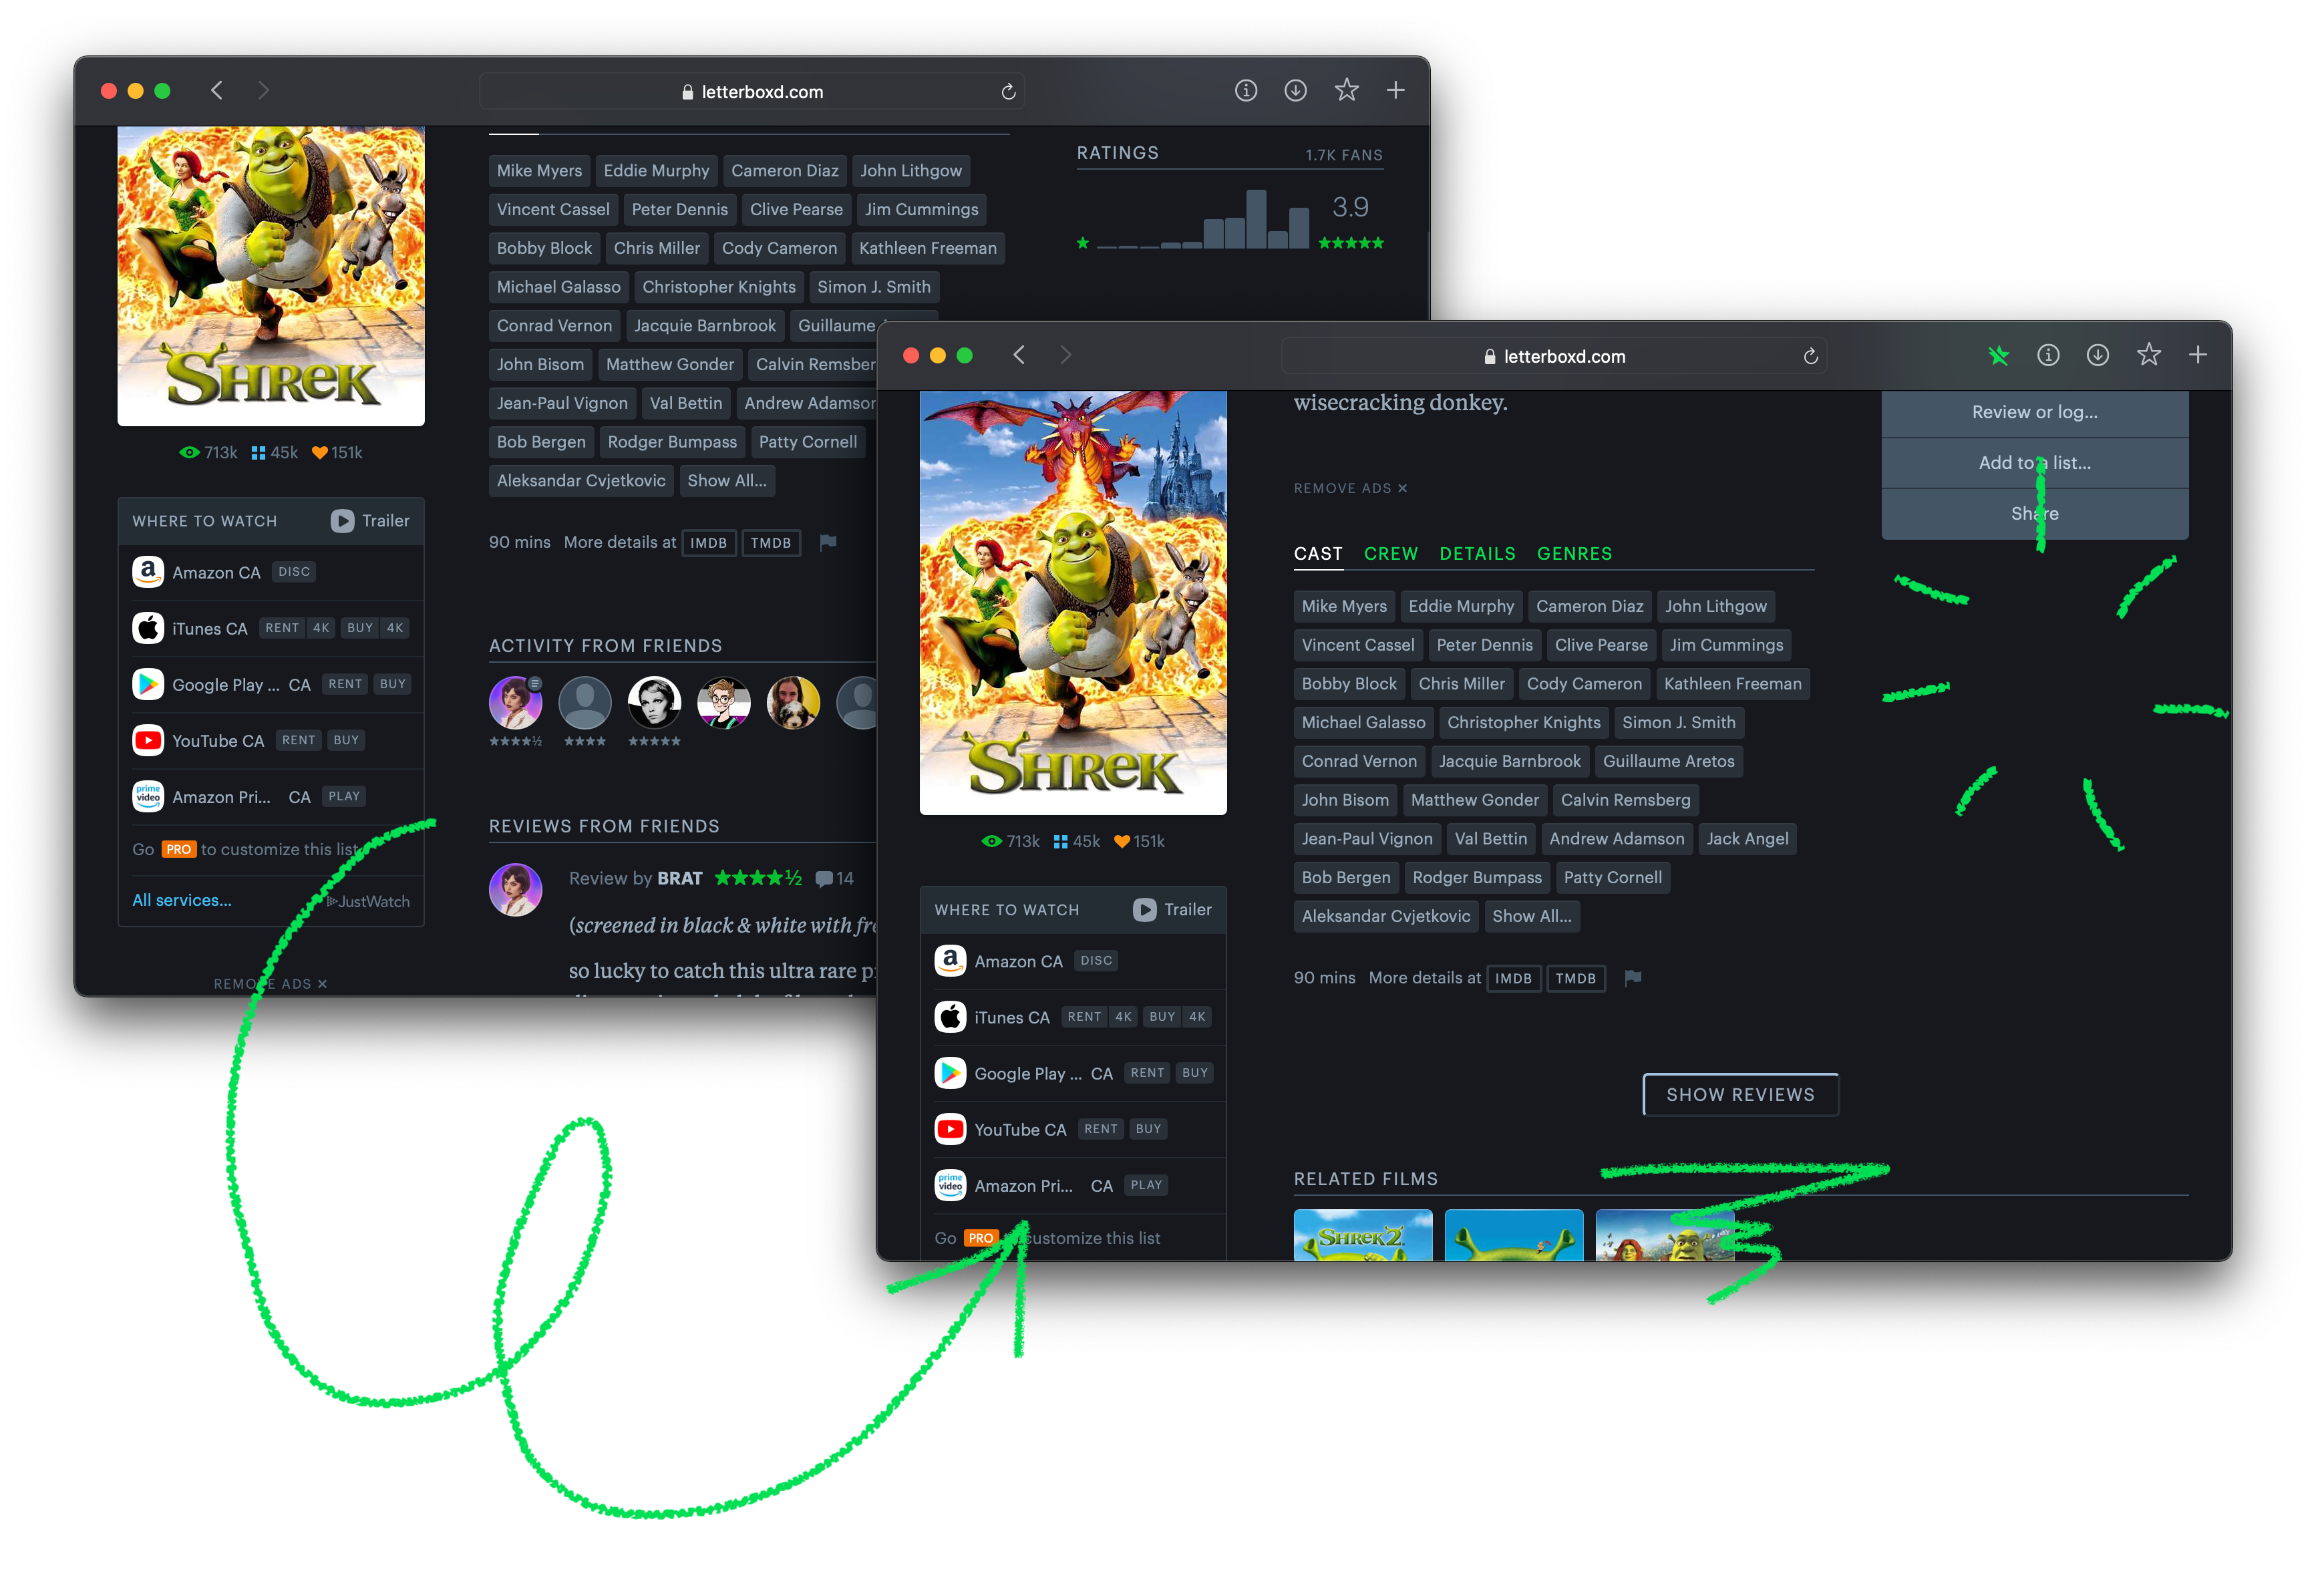 letterboxd.com
SHREK
713k 45k 151k
WHERE TO WATCH Trailer
Amazon CA DISC
iTunes CA RENT 4K BUY 4K
Google Play ... CA RENT BUY
YouTube CA RENT BUY
prime video Amazon Pri... CA PLAY
Go PRO to customize this list
All services... JustWatch
REMOVE ADS ×
Mike Myers Eddie Murphy Cameron Diaz John Lithgow
Vincent Cassel Peter Dennis Clive Pearse Jim Cummings
Bobby Block Chris Miller Cody Cameron Kathleen Freeman
Michael Galasso Christopher Knights Simon J. Smith
Conrad Vernon Jacquie Barnbrook Guillaume
John Bisom Matthew Gonder Calvin Remsber
Jean-Paul Vignon Val Bettin Andrew Adamson
Bob Bergen Rodger Bumpass Patty Cornell
Aleksandar Cvjetkovic Show All...
90 mins More details at IMDB TMDB
ACTIVITY FROM FRIENDS
★★★★½ ★★★★ ★★★★★
REVIEWS FROM FRIENDS
Review by BRAT ★★★★½ 14
(screened in black & white with fre
so lucky to catch this ultra rare p
RATINGS 1.7K FANS
3.9
★ ★★★★★
letterboxd.com
SHREK
713k 45k 151k
WHERE TO WATCH Trailer
Amazon CA DISC
iTunes CA RENT 4K BUY 4K
Google Play ... CA RENT BUY
YouTube CA RENT BUY
prime video Amazon Pri... CA PLAY
Go PRO to customize this list
wisecracking donkey.
REMOVE ADS ×
CAST CREW DETAILS GENRES
Mike Myers Eddie Murphy Cameron Diaz John Lithgow
Vincent Cassel Peter Dennis Clive Pearse Jim Cummings
Bobby Block Chris Miller Cody Cameron Kathleen Freeman
Michael Galasso Christopher Knights Simon J. Smith
Conrad Vernon Jacquie Barnbrook Guillaume Aretos
John Bisom Matthew Gonder Calvin Remsberg
Jean-Paul Vignon Val Bettin Andrew Adamson Jack Angel
Bob Bergen Rodger Bumpass Patty Cornell
Aleksandar Cvjetkovic Show All...
90 mins More details at IMDB TMDB
SHOW REVIEWS
RELATED FILMS
SHREK 2
Review or log...
Add to a list...
Share